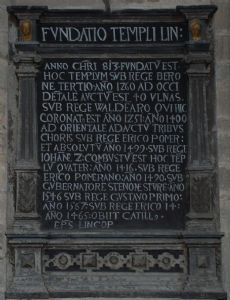 FVNDATIO TEMPLI LIN:
ANNO CHRI 813 FVNDATV EST
HOC TEMPLVM SVB REGE BERO
NE TERTIO: ANo 1260 AD OCCI
DETALE AVCTV EST 40 VLNAS.
SVB REGE WALDEARO QVI HIC
CORONAT EST ANo 1251: ANo 1400
AD ORIENTALE ADAVCTV TRIBVS
CHORIS SVB REGE ERICO POMER:
ET ABSOLVTV ANo 1499: SVB REGE
IOHANE 2: COMBVSTV EST HOC TEP
LV QVATER: ANo 1416. SVB REGE
ERICO POMERANO: ANo 1490. SVB
GVBERNATORE STENONE STVRE: ANo
1546 SVB REGE GVSTAVO PRIMO:
ANo 1567 SVB REGE ERICO 14:
ANo 1465: OBIIT CATILL9
EPS LINCOP